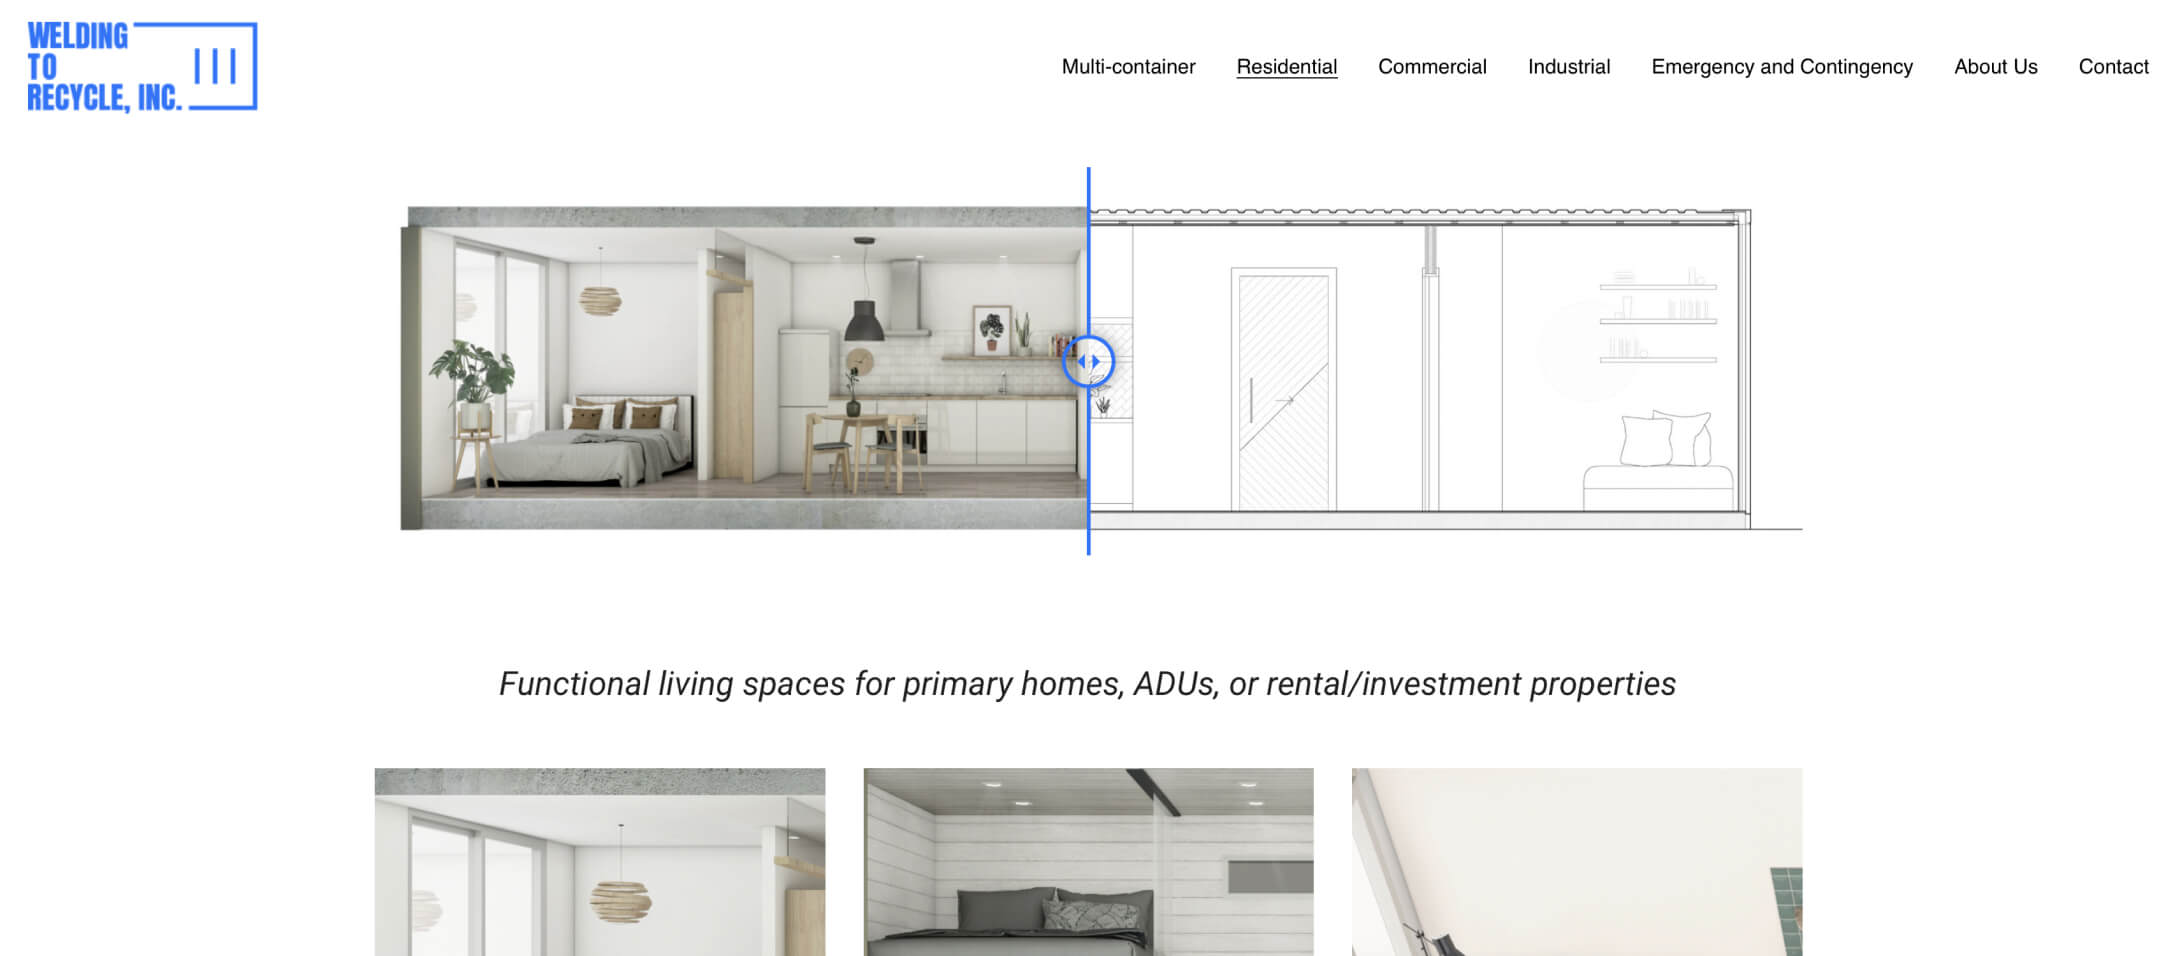 WELDING
TO
RECYCLE, INC.
Multi-container Residential Commercial Industrial Emergency and Contingency About Us Contact
Functional living spaces for primary homes, ADUs, or rental/investment properties